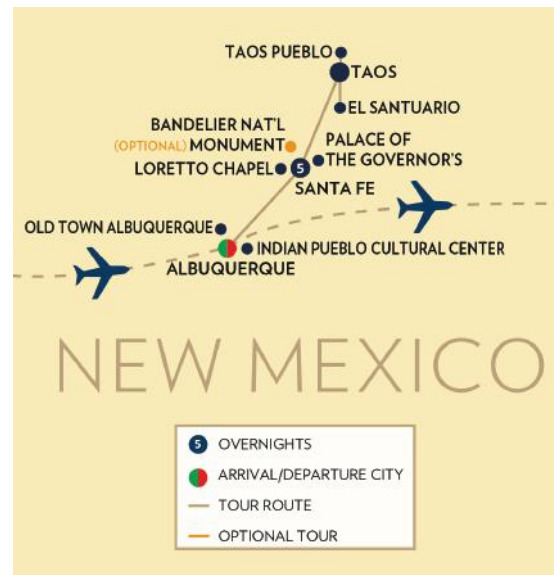 TAOS PUEBLO
TAOS
EL SANTUARIO
BANDELIER NAT'L
(OPTIONAL) MONUMENT
PALACE OF
THE GOVERNOR'S
LORETTO CHAPEL
5
SANTA FE
OLD TOWN ALBUQUERQUE
INDIAN PUEBLO CULTURAL CENTER
ALBUQUERQUE
NEW MEXICO
5 OVERNIGHTS
ARRIVAL/DEPARTURE CITY
TOUR ROUTE
OPTIONAL TOUR